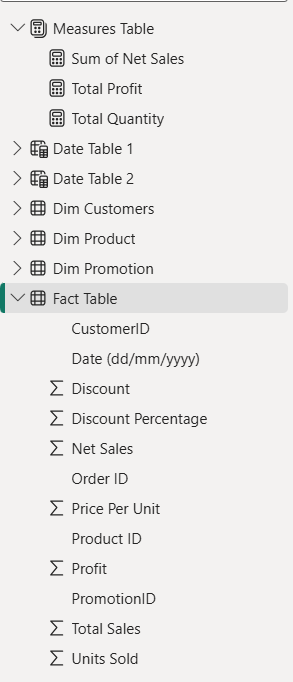 Measures Table
Sum of Net Sales
Total Profit
Total Quantity
Date Table 1
Date Table 2
Dim Customers
Dim Product
Dim Promotion
Fact Table
CustomerID
Date (dd/mm/yyyy)
Discount
Discount Percentage
Net Sales
Order ID
Price Per Unit
Product ID
Profit
PromotionID
Total Sales
Units Sold